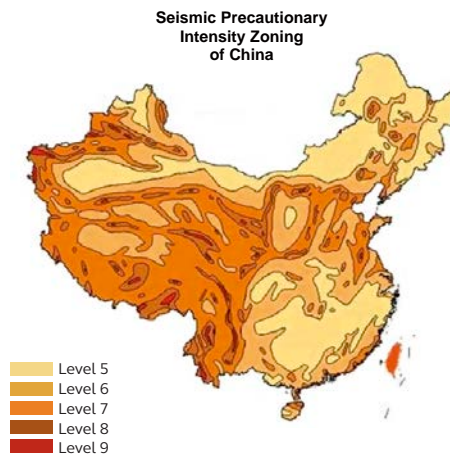 Seismic Precautionary
Intensity Zoning
of China
Level 5
Level 6
Level 7
Level 8
Level 9